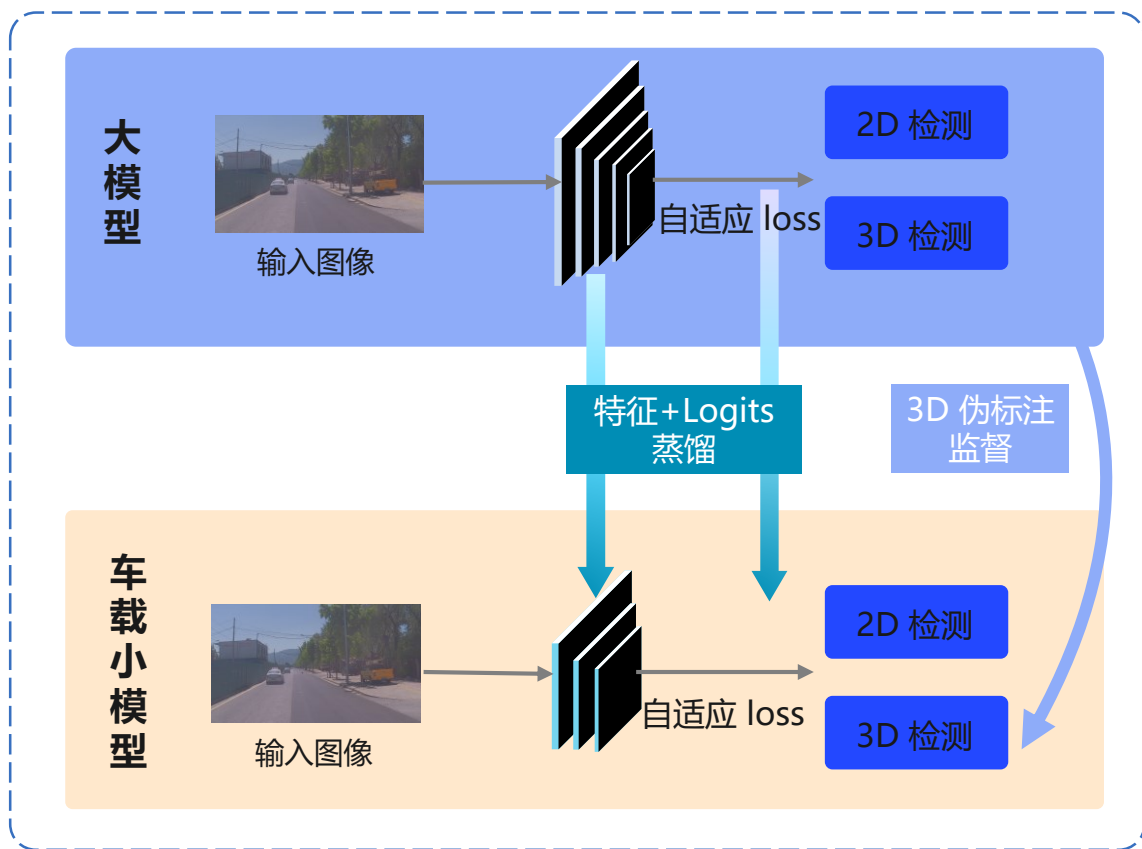 大模型
输入图像
自适应 loss
2D 检测
3D 检测
特征+Logits
蒸馏
3D 伪标注
监督
车载小模型
输入图像
自适应 loss
2D 检测
3D 检测